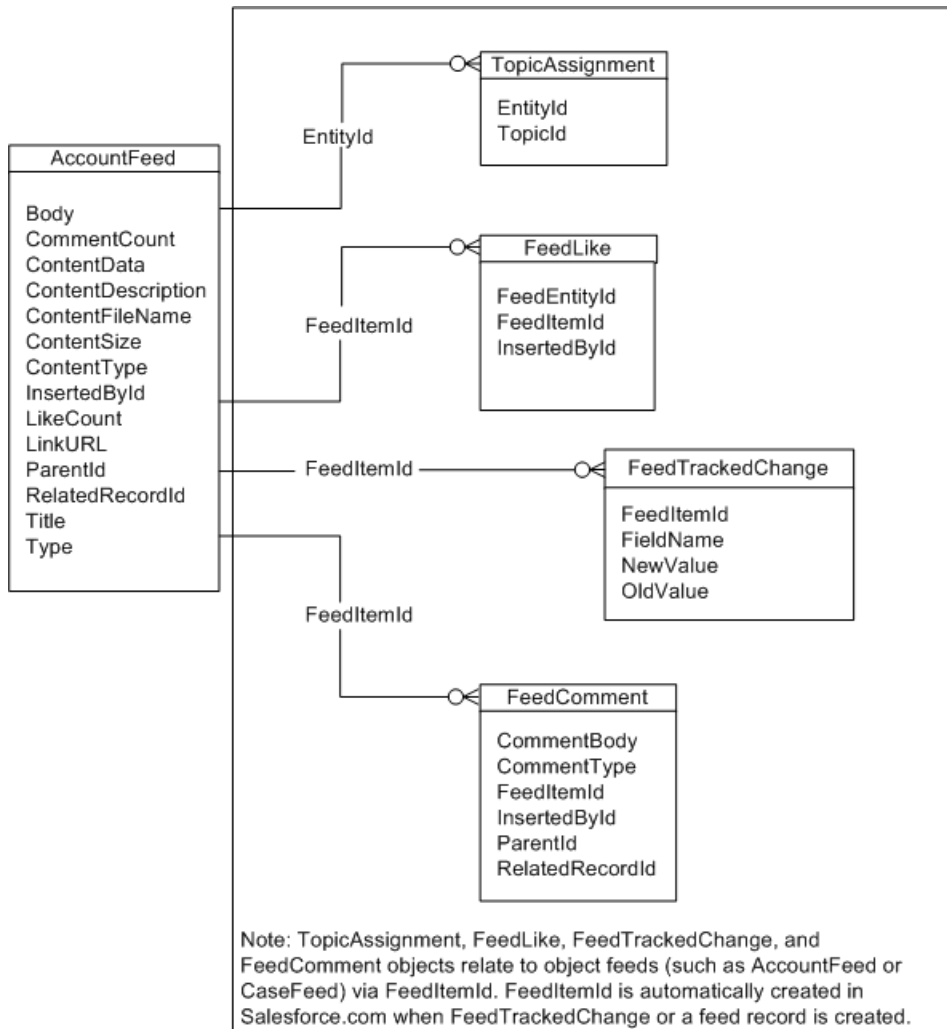 AccountFeed
Body
CommentCount
ContentData
ContentDescription
ContentFileName
ContentSize
ContentType
InsertedById
LikeCount
LinkURL
ParentId
RelatedRecordId
Title
Type
EntityId
TopicAssignment
EntityId
TopicId
FeedItemId
FeedLike
FeedEntityId
FeedItemId
InsertedById
FeedItemId
FeedTrackedChange
FeedItemId
FieldName
NewValue
OldValue
FeedItemId
FeedComment
CommentBody
CommentType
FeedItemId
InsertedById
ParentId
RelatedRecordId
Note: TopicAssignment, FeedLike, FeedTrackedChange, and
FeedComment objects relate to object feeds (such as AccountFeed or
CaseFeed) via FeedItemId. FeedItemId is automatically created in
Salesforce.com when FeedTrackedChange or a feed record is created.